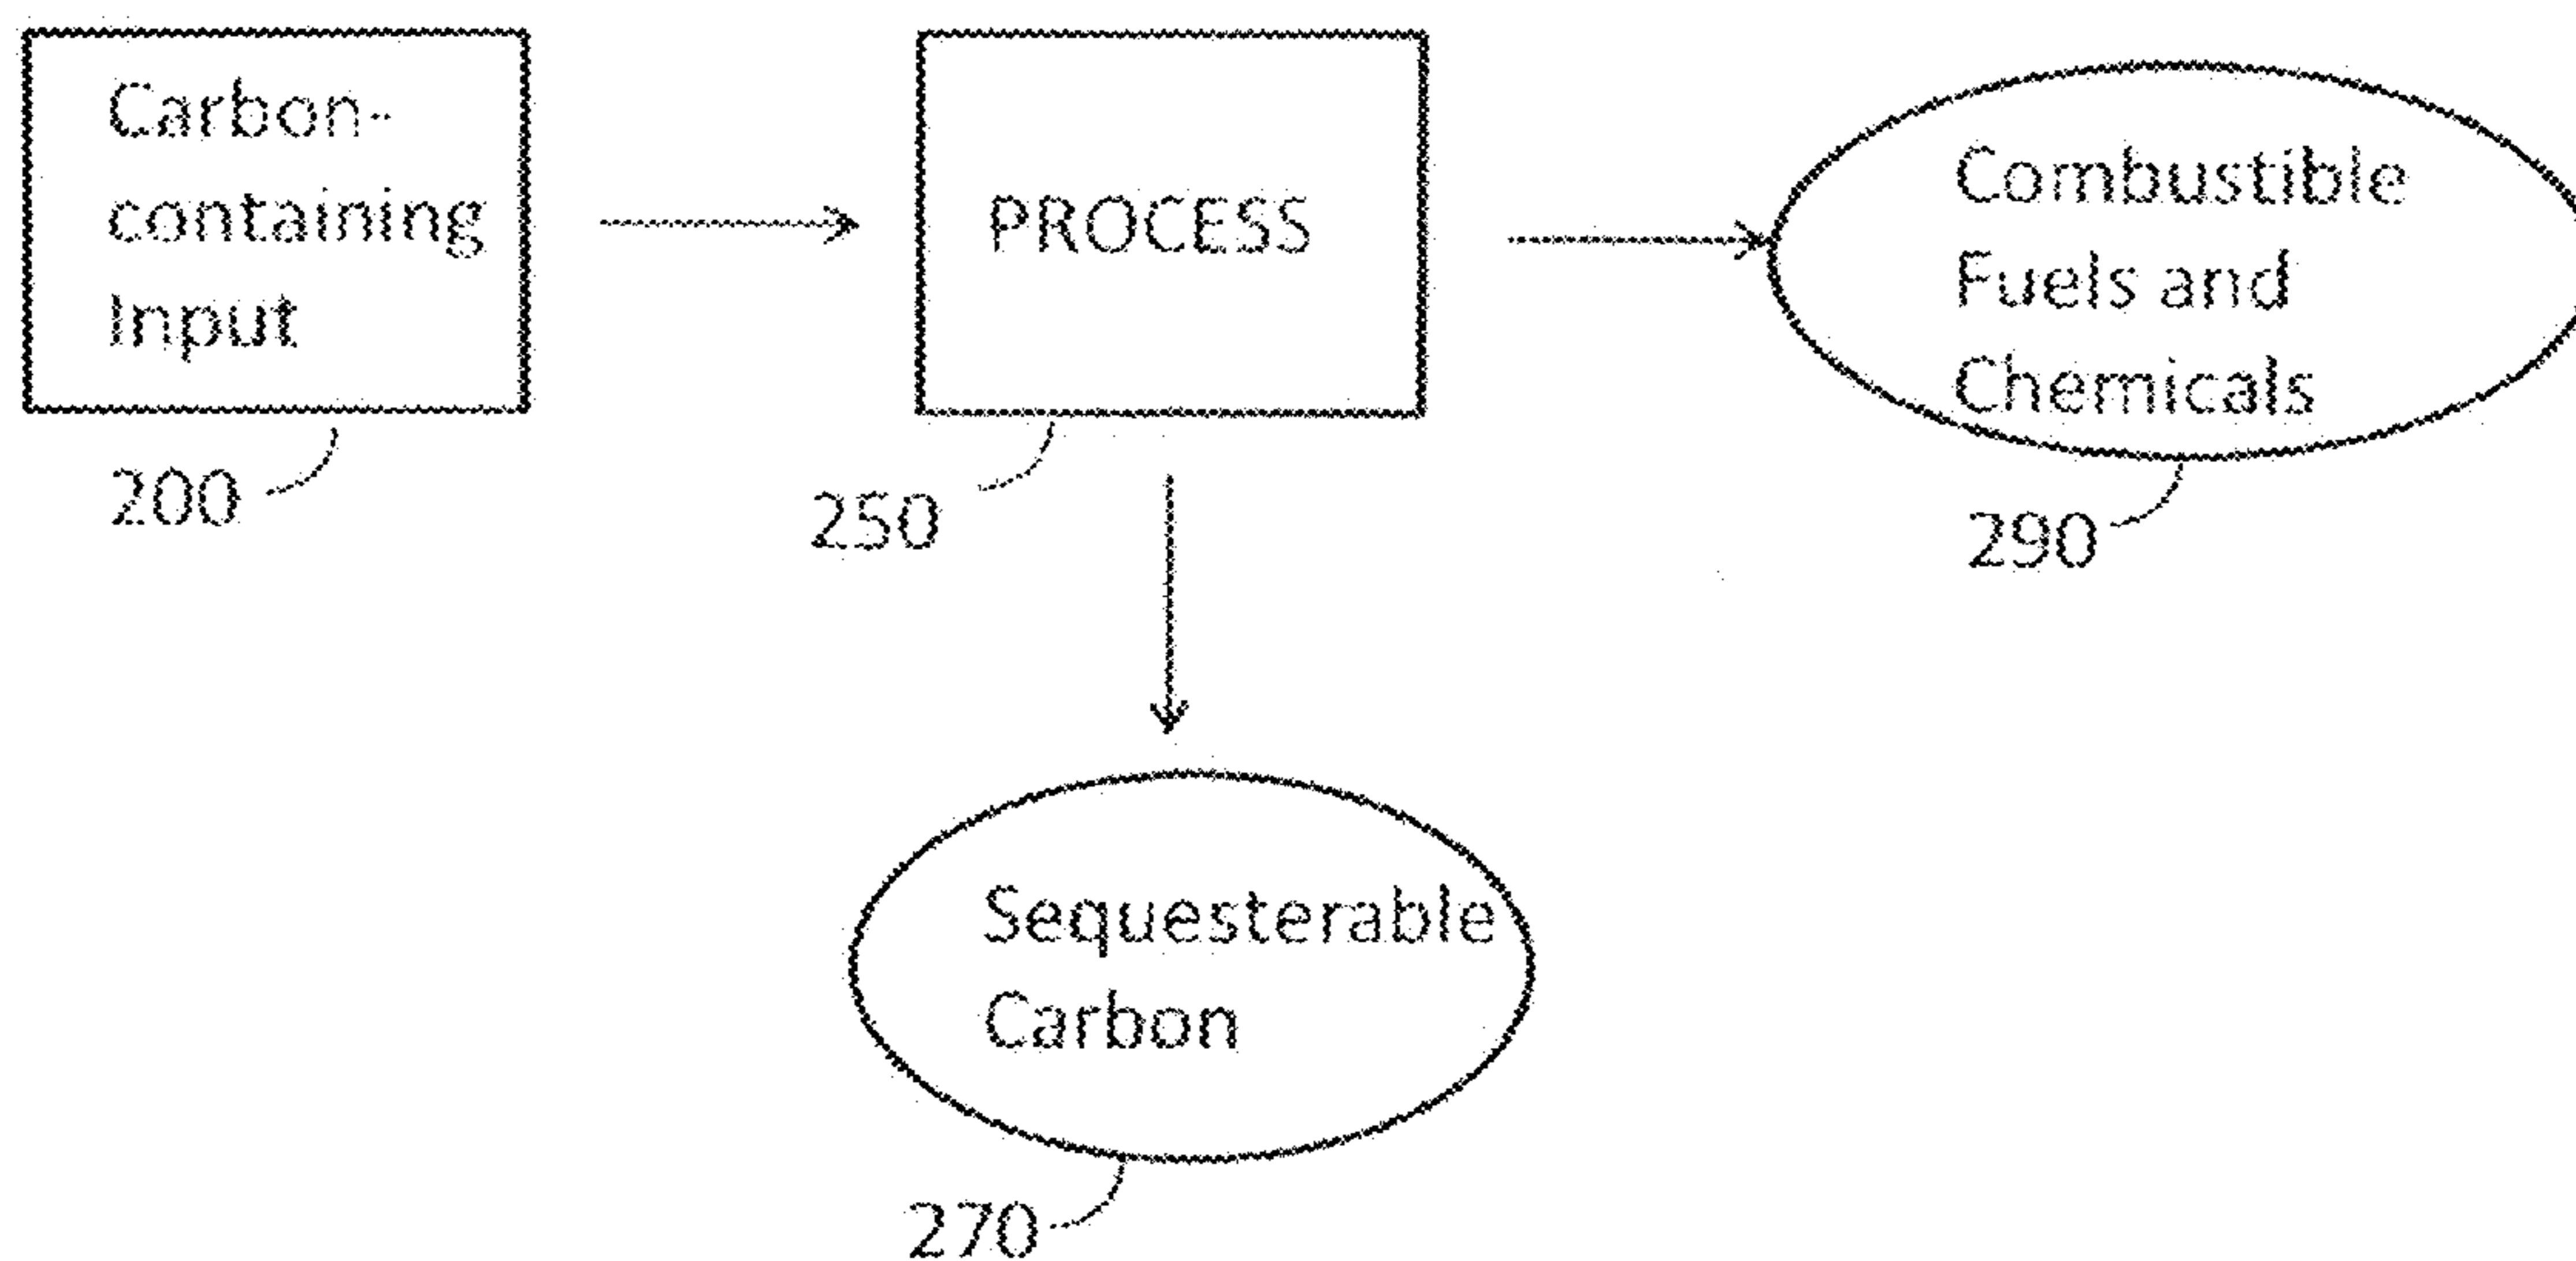 Carbon-
containing
Input
200
PROCESS
250
Combustible
Fuels and
Chemicals
290
Sequesterable
Carbon
270